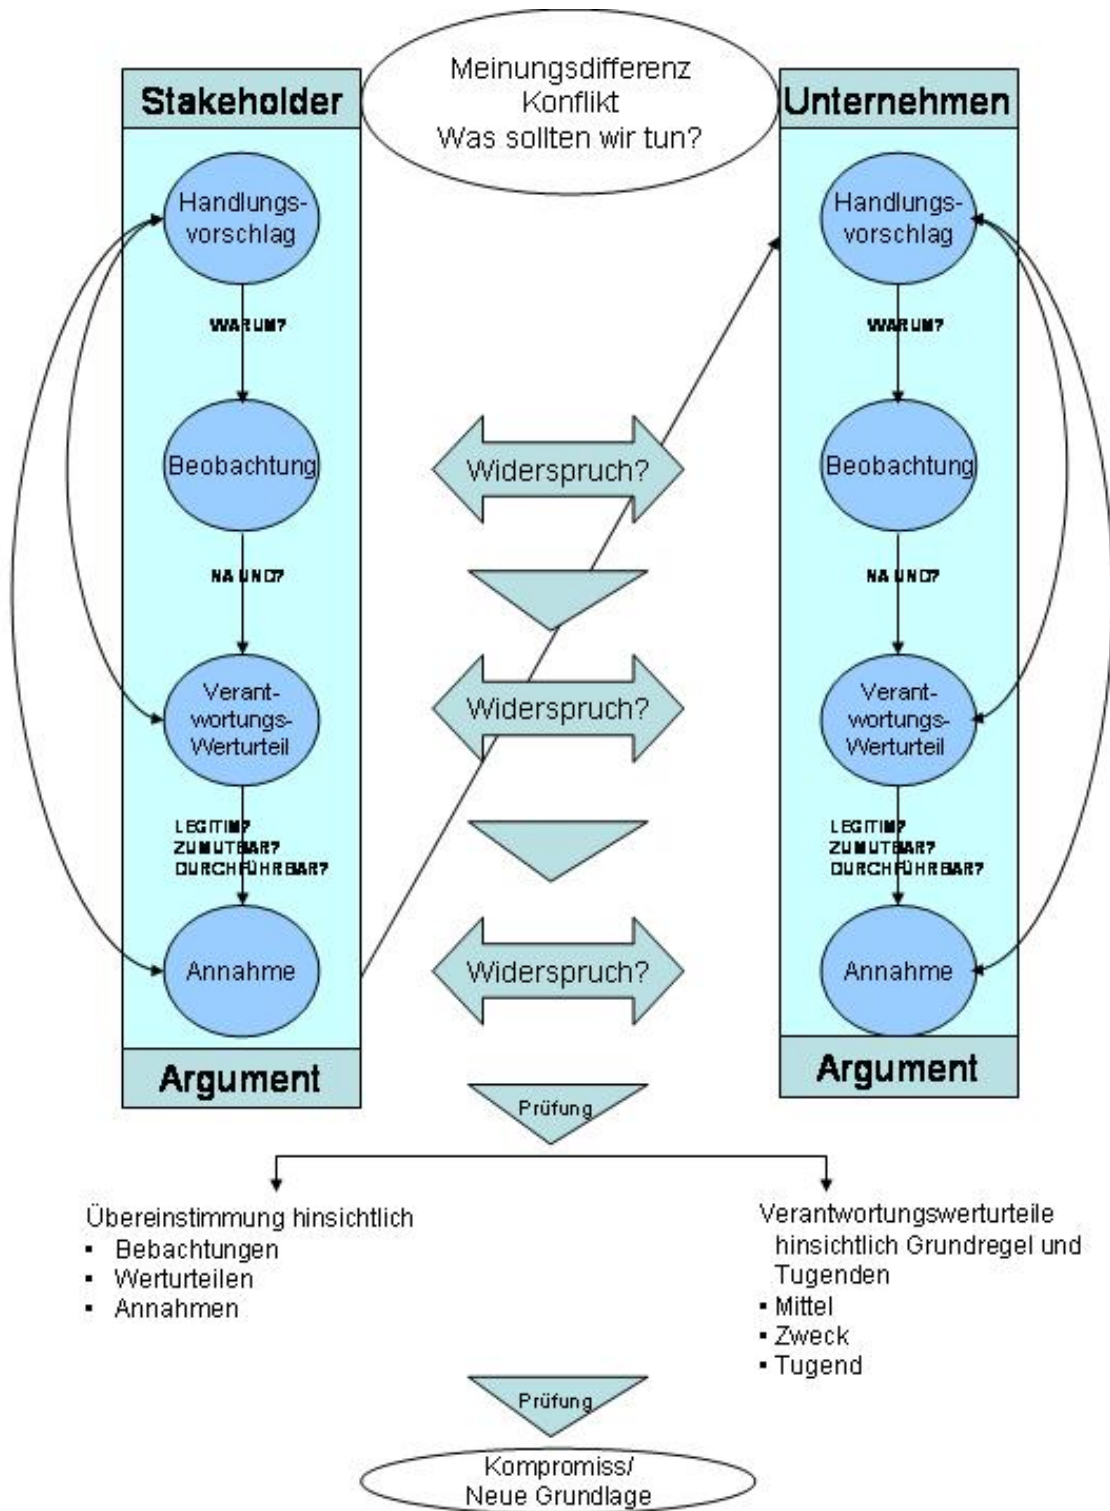 Meinungsdifferenz
Konflikt
Was sollten wir tun?
Stakeholder
Handlungs-
vorschlag
WARUM?
Beobachtung
NA UND?
Verant-
wortungs-
Werturteil
LEGITIM?
ZUMUTBAR?
DURCHFÜHRBAR?
Annahme
Argument
Widerspruch?
Widerspruch?
Widerspruch?
Unternehmen
Handlungs-
vorschlag
WARUM?
Beobachtung
NA UND?
Verant-
wortungs-
Werturteil
LEGITIM?
ZUMUTBAR?
DURCHFÜHRBAR?
Annahme
Argument
Prüfung
Übereinstimmung hinsichtlich
▪ Bebachtungen
▪ Werturteilen
▪ Annahmen
Verantwortungswerturteile
hinsichtlich Grundregel und
Tugenden
▪ Mittel
▪ Zweck
▪ Tugend
Prüfung
Kompromiss/
Neue Grundlage